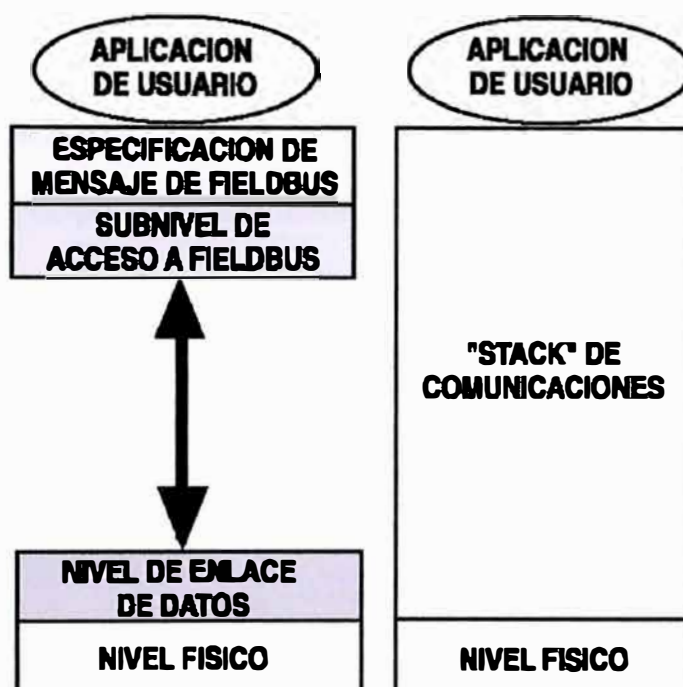 APLICACION
DE USUARIO
ESPECIFICACION DE
MENSAJE DE FIELDBUS
SUBNIVEL DE
ACCESO A FIELDBUS
NIVEL DE ENLACE
DE DATOS
NIVEL FISICO
APLICACION
DE USUARIO
"STACK" DE
COMUNICACIONES
NIVEL FISICO